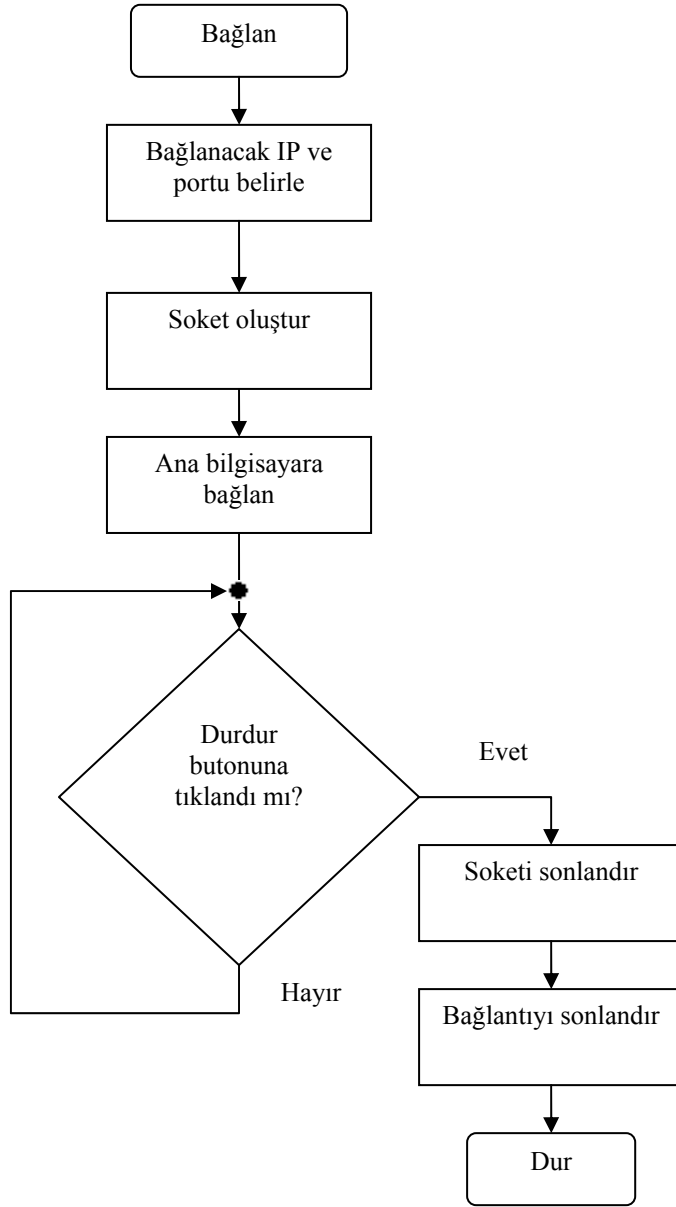 Bağlan
Bağlanacak IP ve
portu belirle
Soket oluştur
Ana bilgisayara
bağlan
Durdur
butonuna
tıklandı mı?
Evet
Soketi sonlandır
Hayır
Bağlantıyı sonlandır
Dur